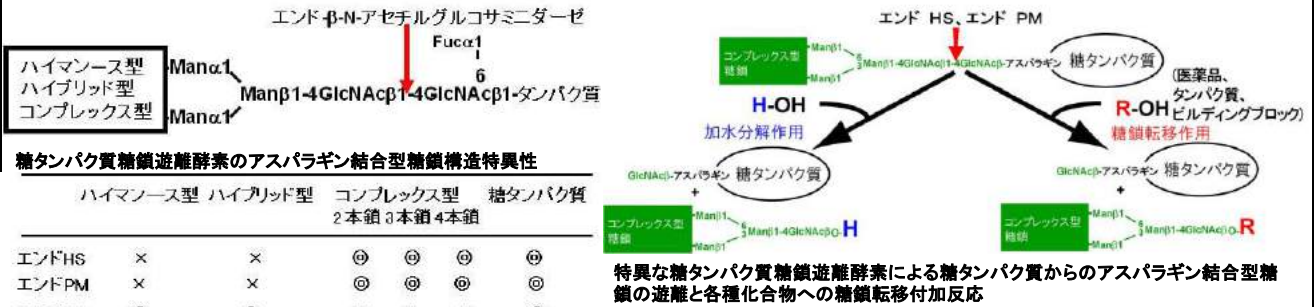 エンド-β-N-アセチルグルコサミニダーゼ
Fucα1
6
ハイマンース型
ハイブリッド型
コンプレックス型
Manα1
Manβ1-4GlcNAcβ1-4GlcNAcβ1-タンパク質
Manα1
糖タンパク質糖鎖遊離酵素のアスパラギン結合型糖鎖構造特異性
ハイマンース型 ハイブリッド型 コンプレックス型 糖タンパク質
2本鎖 3本鎖 4本鎖
エンドHS × × ◎ ◎ ◎ ◎
エンドPM × × ◎ ◎ ◎ ◎
エンド HS、エンド PM
コンプレックス型
糖鎖
Manβ1
6
3
Manβ1-4GlcNAcβ1-4GlcNAcβ-アスパラギン 糖タンパク質
Manβ1
H-OH
加水分解作用
(医薬品、
タンパク質、
R-OH ビルディングブロック)
糖鎖転移作用
GlcNAcβ-アスパラギン 糖タンパク質
+
コンプレックス型
糖鎖
Manβ1
6
3
Manβ1-4GlcNAcβO-H
Manβ1
GlcNAcβ-アスパラギン 糖タンパク質
+
コンプレックス型
糖鎖
Manβ1
6
3
Manβ1-4GlcNAcβO-R
Manβ1
特異な糖タンパク質糖鎖遊離酵素による糖タンパク質からのアスパラギン結合型糖
鎖の遊離と各種化合物への糖鎖転移付加反応